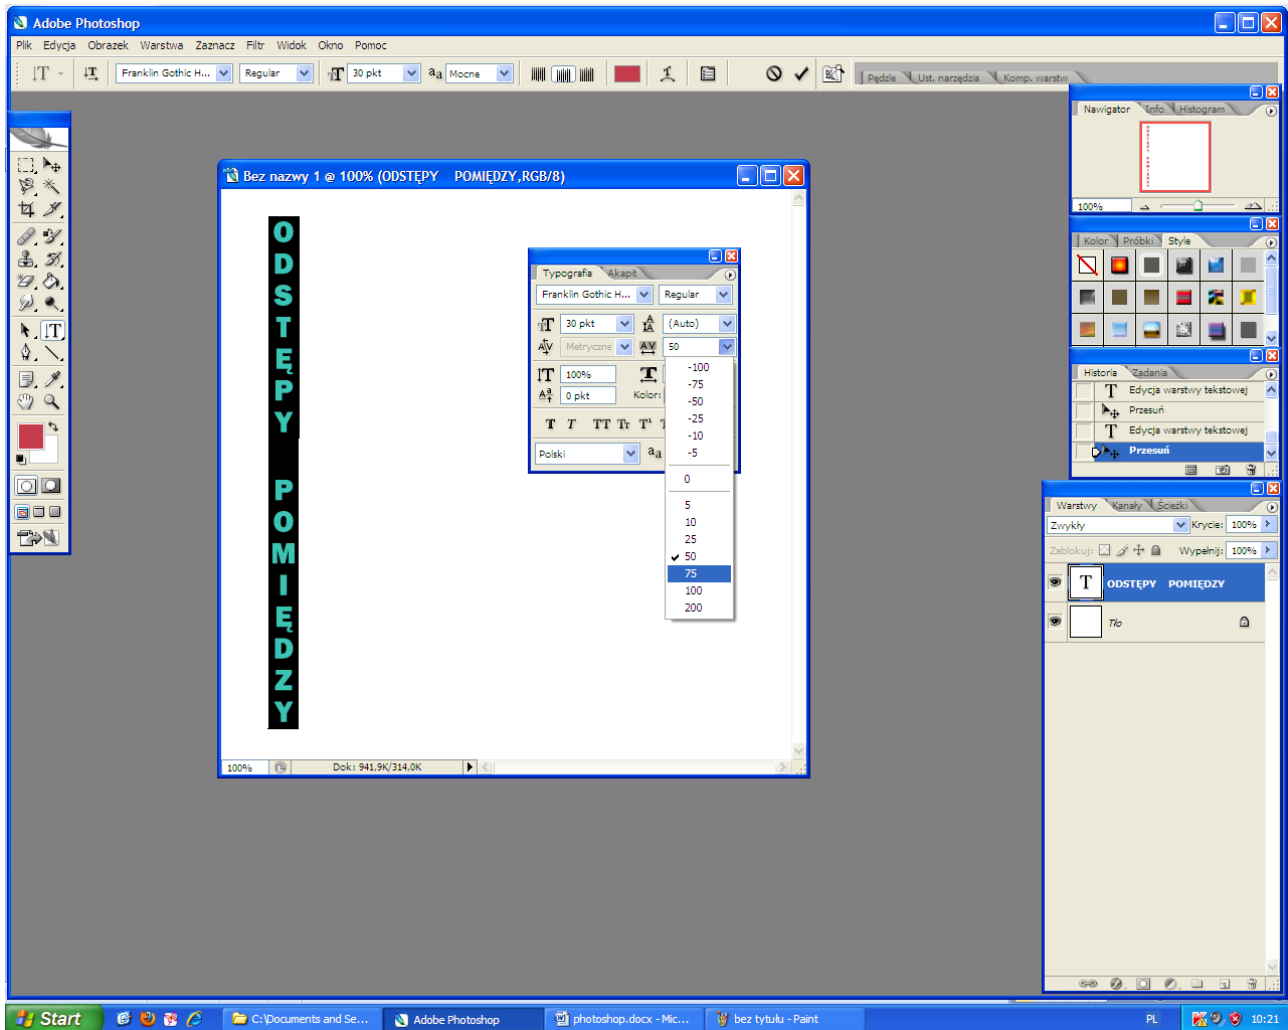 Adobe Photoshop
Plik Edycja Obrazek Warstwa Zaznacz Filtr Widok Okno Pomoc
T T Franklin Gothic H... Regular T 30 pkt aa Mocne
Pędzle Ust. narzędzia Komp. warstw
Nawigator Info Histogram
100%
Kolor Próbki Style
Historia Zadania
T Edycja warstwy tekstowej
Przesuń
T Edycja warstwy tekstowej
Przesuń
Warstwy Kanały Ścieżki
Zwykły Krycie: 100%
Zablokuj: Wypełnij: 100%
T ODSTĘPY POMIĘDZY
Tło
Bez nazwy 1 @ 100% (ODSTĘPY POMIĘDZY,RGB/8)
O
D
S
T
Ę
P
Y
P
O
M
I
Ę
D
Z
Y
Typografia Akapit
Franklin Gothic H... Regular
30 pkt (Auto)
Metryczne 50
100%
0 pkt Kolor:
T T TT Tr T¹
Polski aa
-100
-75
-50
-25
-10
-5
0
5
10
25
50
75
100
200
100% Dok: 941,9K/314,0K
Start C:\Documents and Se... Adobe Photoshop photoshop.docx - Mic... bez tytułu - Paint PL 10:21